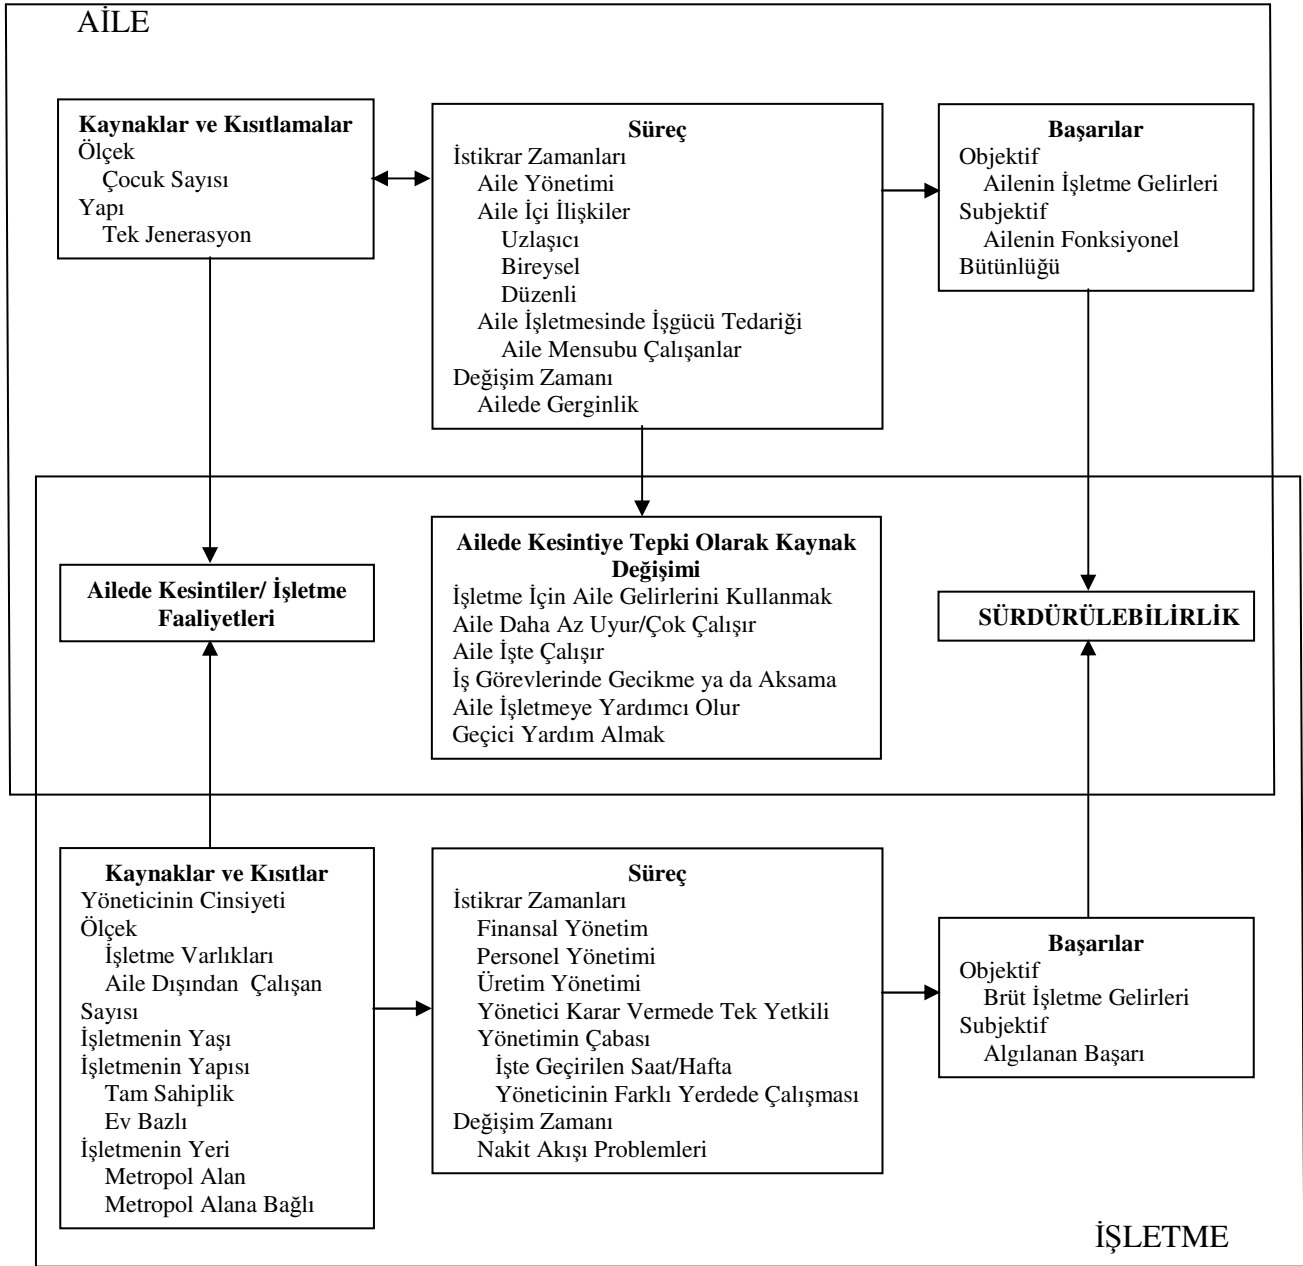 AİLE
Kaynaklar ve Kısıtlamalar
Ölçek
Çocuk Sayısı
Yapı
Tek Jenerasyon
Süreç
İstikrar Zamanları
Aile Yönetimi
Aile İçi İlişkiler
Uzlaşıcı
Bireysel
Düzenli
Aile İşletmesinde İşgücü Tedariği
Aile Mensubu Çalışanlar
Değişim Zamanı
Ailede Gerginlik
Başarılar
Objektif
Ailenin İşletme Gelirleri
Subjektif
Ailenin Fonksiyonel
Bütünlüğü
Ailede Kesintiler/ İşletme
Faaliyetleri
Ailede Kesintiye Tepki Olarak Kaynak
Değişimi
İşletme İçin Aile Gelirlerini Kullanmak
Aile Daha Az Uyur/Çok Çalışır
Aile İşte Çalışır
İş Görevlerinde Gecikme ya da Aksama
Aile İşletmeye Yardımcı Olur
Geçici Yardım Almak
SÜRDÜRÜLEBİLİRLİK
Kaynaklar ve Kısıtlar
Yöneticinin Cinsiyeti
Ölçek
İşletme Varlıkları
Aile Dışından Çalışan
Sayısı
İşletmenin Yaşı
İşletmenin Yapısı
Tam Sahiplik
Ev Bazlı
İşletmenin Yeri
Metropol Alan
Metropol Alana Bağlı
Süreç
İstikrar Zamanları
Finansal Yönetim
Personel Yönetimi
Üretim Yönetimi
Yönetici Karar Vermede Tek Yetkili
Yönetimin Çabası
İşte Geçirilen Saat/Hafta
Yöneticinin Farklı Yerdede Çalışması
Değişim Zamanı
Nakit Akışı Problemleri
Başarılar
Objektif
Brüt İşletme Gelirleri
Subjektif
Algılanan Başarı
İŞLETME